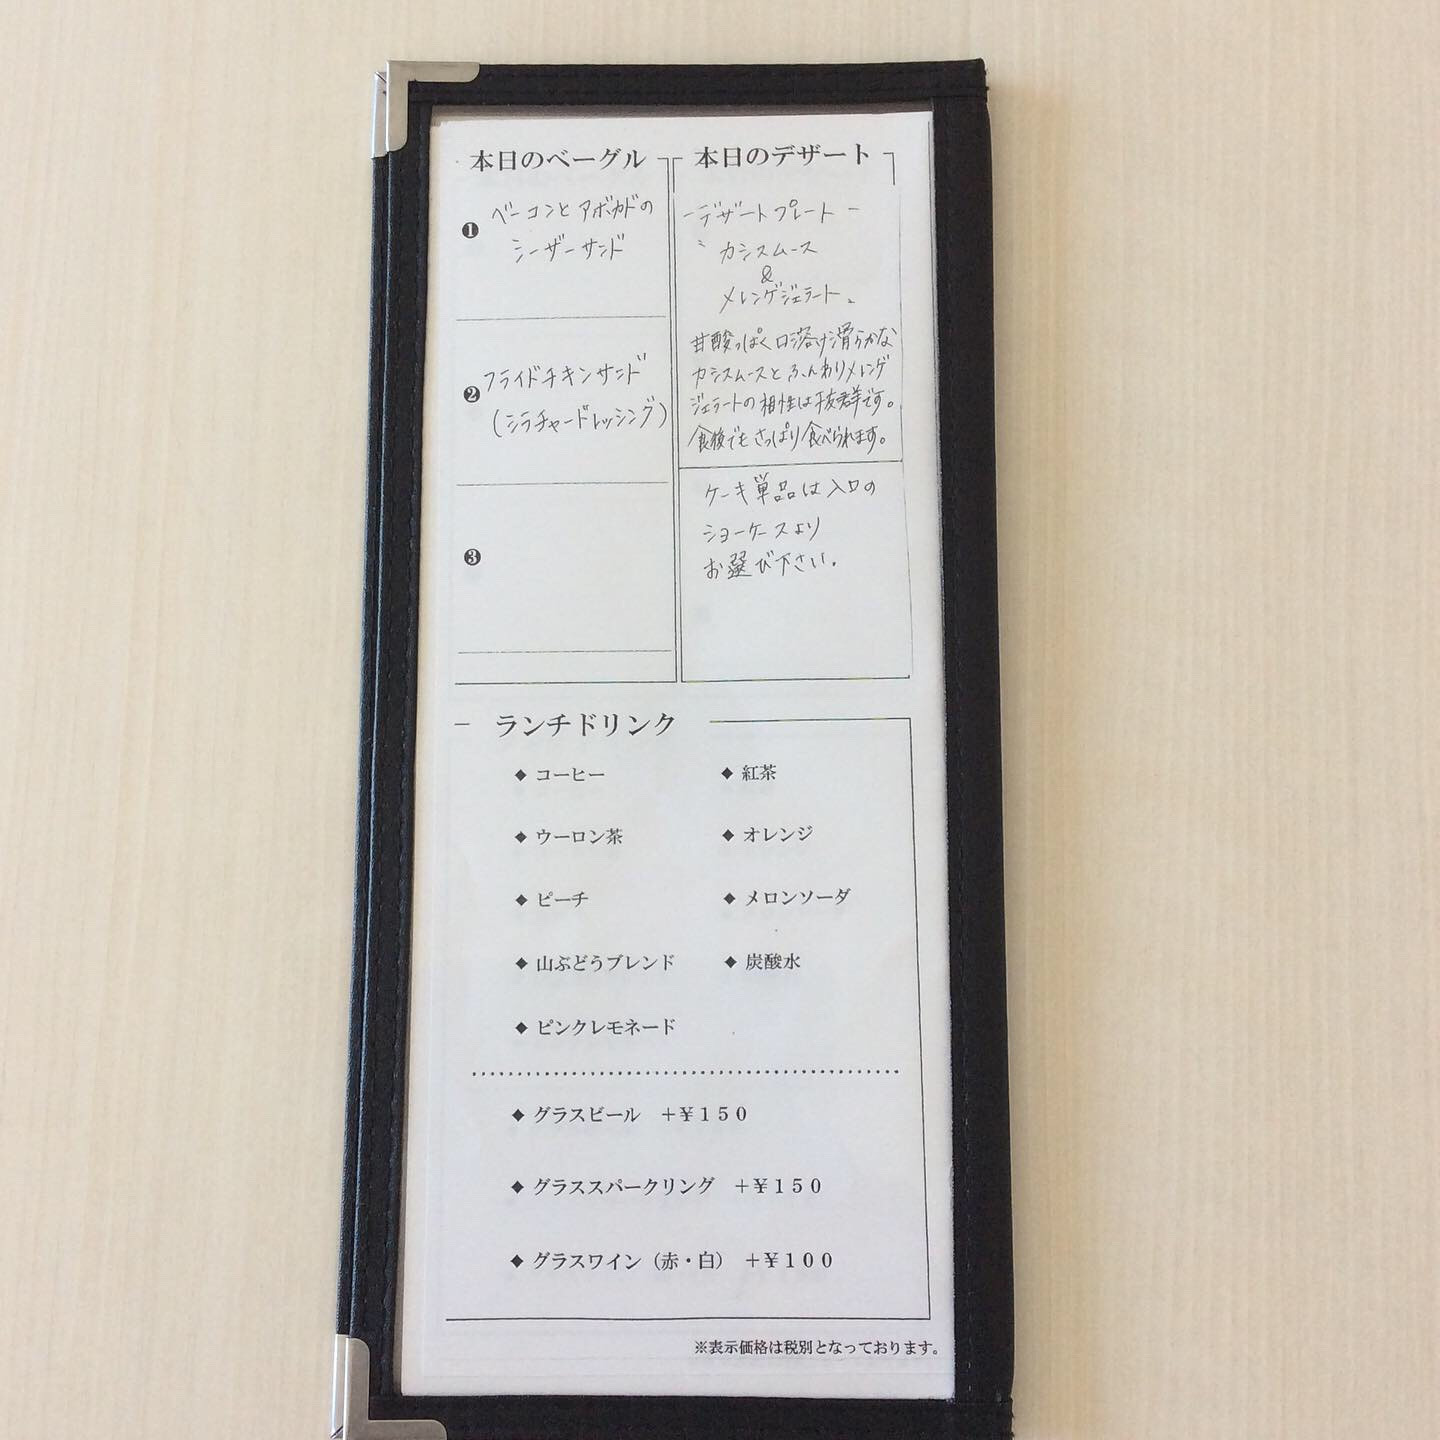 本日のベーグル
❶
ベーコンとアボカドの
シーザーサンド
❷
フライドチキンサンド
(シラチャードレッシング)
❸
本日のデザート
-デザートプレート-
カシスムース
&
メレンゲジェラート。
甘酸っぱく口溶け滑らかな
カシスムースとふんわりメレンゲ
ジェラートの相性は抜群です。
食後でもさっぱり食べられます。
ケーキ単品は入口の
ショーケースより
お選び下さい。
ランチドリンク
◆ コーヒー
◆ 紅茶
◆ ウーロン茶
◆ オレンジ
◆ ピーチ
◆ メロンソーダ
◆ 山ぶどうブレンド
◆ 炭酸水
◆ ピンクレモネード
◆ グラスビール +¥150
◆ グラススパークリング +¥150
◆ グラスワイン（赤・白） +¥100
※表示価格は税別となっております。